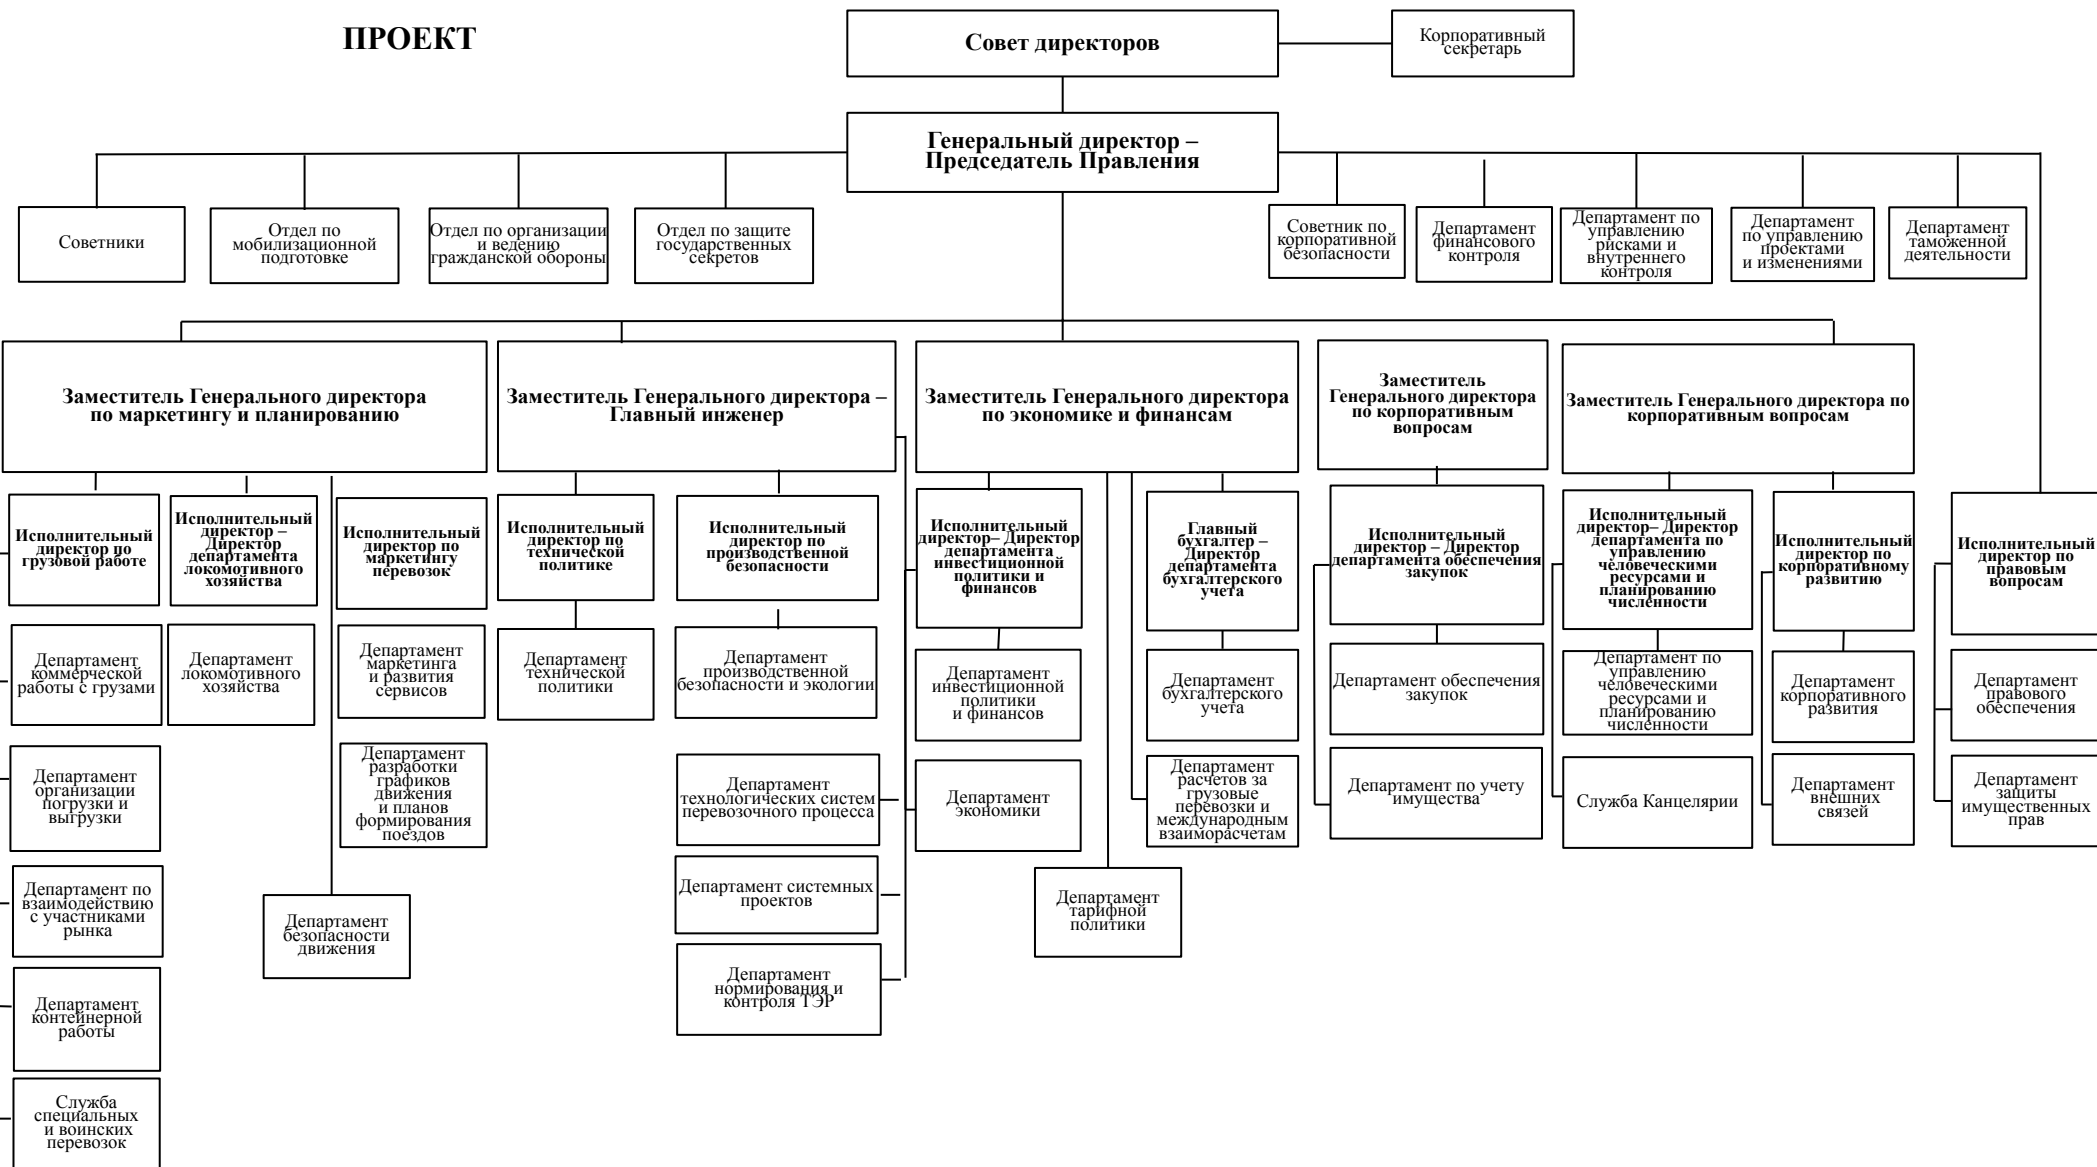 ПРОЕКТ
Совет директоров
Корпоративный
секретарь
Генеральный директор –
Председатель Правления
Советники
Отдел по
мобилизационной
подготовке
Отдел по организации
и ведению
гражданской обороны
Отдел по защите
государственных
секретов
Советник по
корпоративной
безопасности
Департамент
финансового
контроля
Департамент по
управлению
рисками и
внутреннего
контроля
Департамент
по управлению
проектами
и изменениями
Департамент
таможенной
деятельности
Заместитель Генерального директора
по маркетингу и планированию
Заместитель Генерального директора –
Главный инженер
Заместитель Генерального директора
по экономике и финансам
Заместитель
Генерального директора
по корпоративным
вопросам
Заместитель Генерального директора по
корпоративным вопросам
Исполнительный
директор по
грузовой работе
Исполнительный
директор –
Директор
департамента
локомотивного
хозяйства
Исполнительный
директор по
маркетингу
перевозок
Исполнительный
директор по
технической
политике
Исполнительный
директор по
производственной
безопасности
Исполнительный
директор– Директор
департамента
инвестиционной
политики и
финансов
Главный
бухгалтер –
Директор
департамента
бухгалтерского
учета
Исполнительный
директор – Директор
департамента обеспечения
закупок
Исполнительный
директор– Директор
департамента по
управлению
человеческими
ресурсами и
планированию
численности
Исполнительный
директор по
корпоративному
развитию
Исполнительный
директор по
правовым
вопросам
Департамент
коммерческой
работы с грузами
Департамент
локомотивного
хозяйства
Департамент
маркетинга
и развития
сервисов
Департамент
технической
политики
Департамент
производственной
безопасности и экологии
Департамент
инвестиционной
политики
и финансов
Департамент
бухгалтерского
учета
Департамент обеспечения
закупок
Департамент по
управлению
человеческими
ресурсами и
планированию
численности
Департамент
корпоративного
развития
Департамент
правового
обеспечения
Департамент
организации
погрузки и
выгрузки
Департамент
разработки
графиков
движения
и планов
формирования
поездов
Департамент
технологических систем
перевозочного процесса
Департамент
экономики
Департамент
расчетов за
грузовые
перевозки и
международным
взаиморасчетам
Департамент по учету
имущества
Служба Канцелярии
Департамент
внешних
связей
Департамент
защиты
имущественных
прав
Департамент по
взаимодействию
с участниками
рынка
Департамент
безопасности
движения
Департамент системных
проектов
Департамент
тарифной
политики
Департамент
контейнерной
работы
Департамент
нормирования и
контроля ТЭР
Служба
специальных
и воинских
перевозок